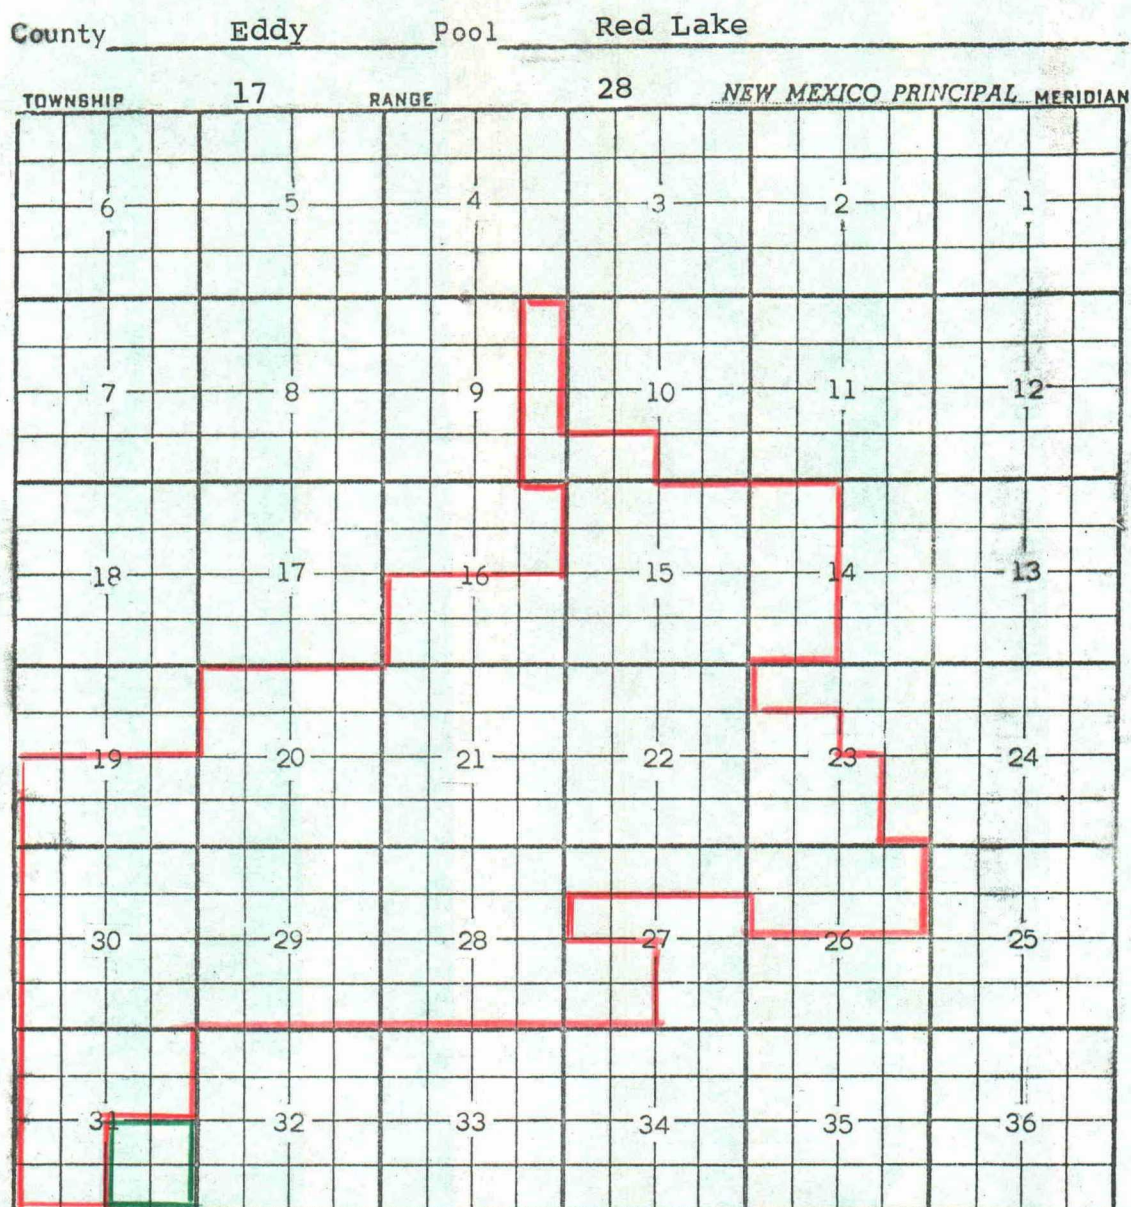 County Eddy Pool Red Lake
TOWNSHIP 17 RANGE 28 NEW MEXICO PRINCIPAL MERIDIAN
6 5 4 3 2 1
7 8 9 10 11 12
18 17 16 15 14 13
19 20 21 22 23 24
30 29 28 27 26 25
31 32 33 34 35 36